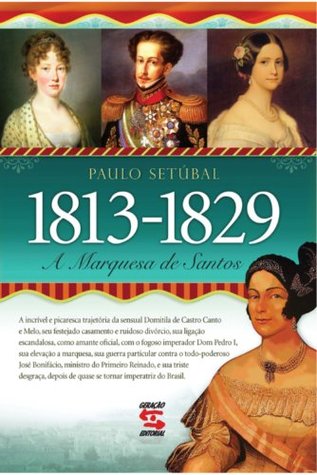 PAULO SETÚBAL
1813-1829
A Marquesa de Santos
A incrível e picaresca trajetória da sensual Domitila de Castro Canto
e Melo, seu festejado casamento e ruidoso divórcio, sua ligação
escandalosa, como amante oficial, com o fogoso imperador Dom Pedro I,
sua elevação a marquesa, sua guerra particular contra o todo-poderoso
José Bonifácio, ministro do Primeiro Reinado, e sua triste
desgraça, depois de quase se tornar imperatriz do Brasil.
GERAÇÃO
EDITORIAL